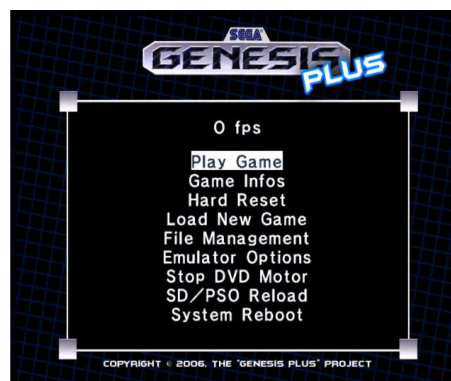 SEGA
GENESIS
PLUS
0 fps
Play Game
Game Infos
Hard Reset
Load New Game
File Management
Emulator Options
Stop DVD Motor
SD/PSO Reload
System Reboot
COPYRIGHT © 2006, THE "GENESIS PLUS" PROJECT